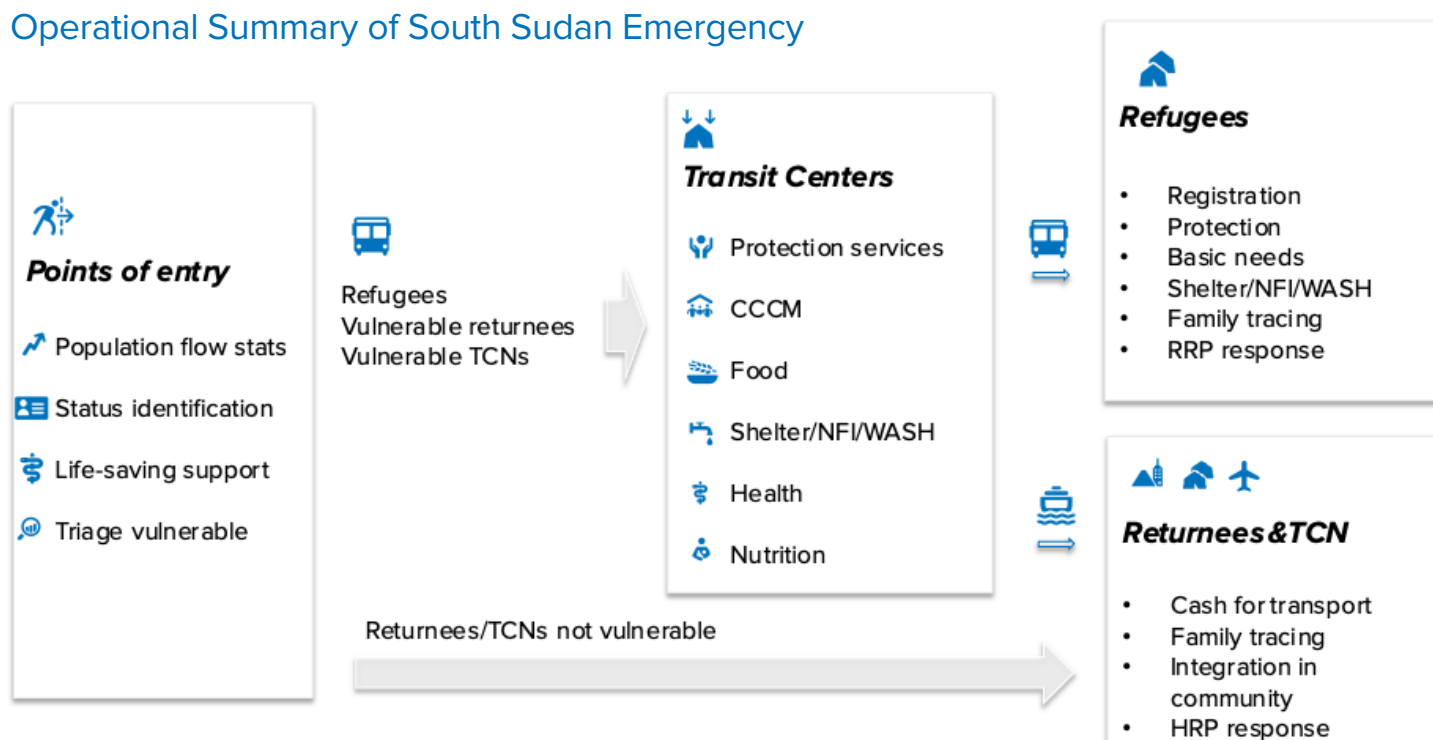 Operational Summary of South Sudan Emergency
Points of entry
Population flow stats
Status identification
Life-saving support
Triage vulnerable
Refugees
Vulnerable returnees
Vulnerable TCNs
Returnees/TCNs not vulnerable
Transit Centers
Protection services
CCCM
Food
Shelter/NFI/WASH
Health
Nutrition
Refugees
• Registration
• Protection
• Basic needs
• Shelter/NFI/WASH
• Family tracing
• RRP response
Returnees&TCN
• Cash for transport
• Family tracing
• Integration in
community
• HRP response